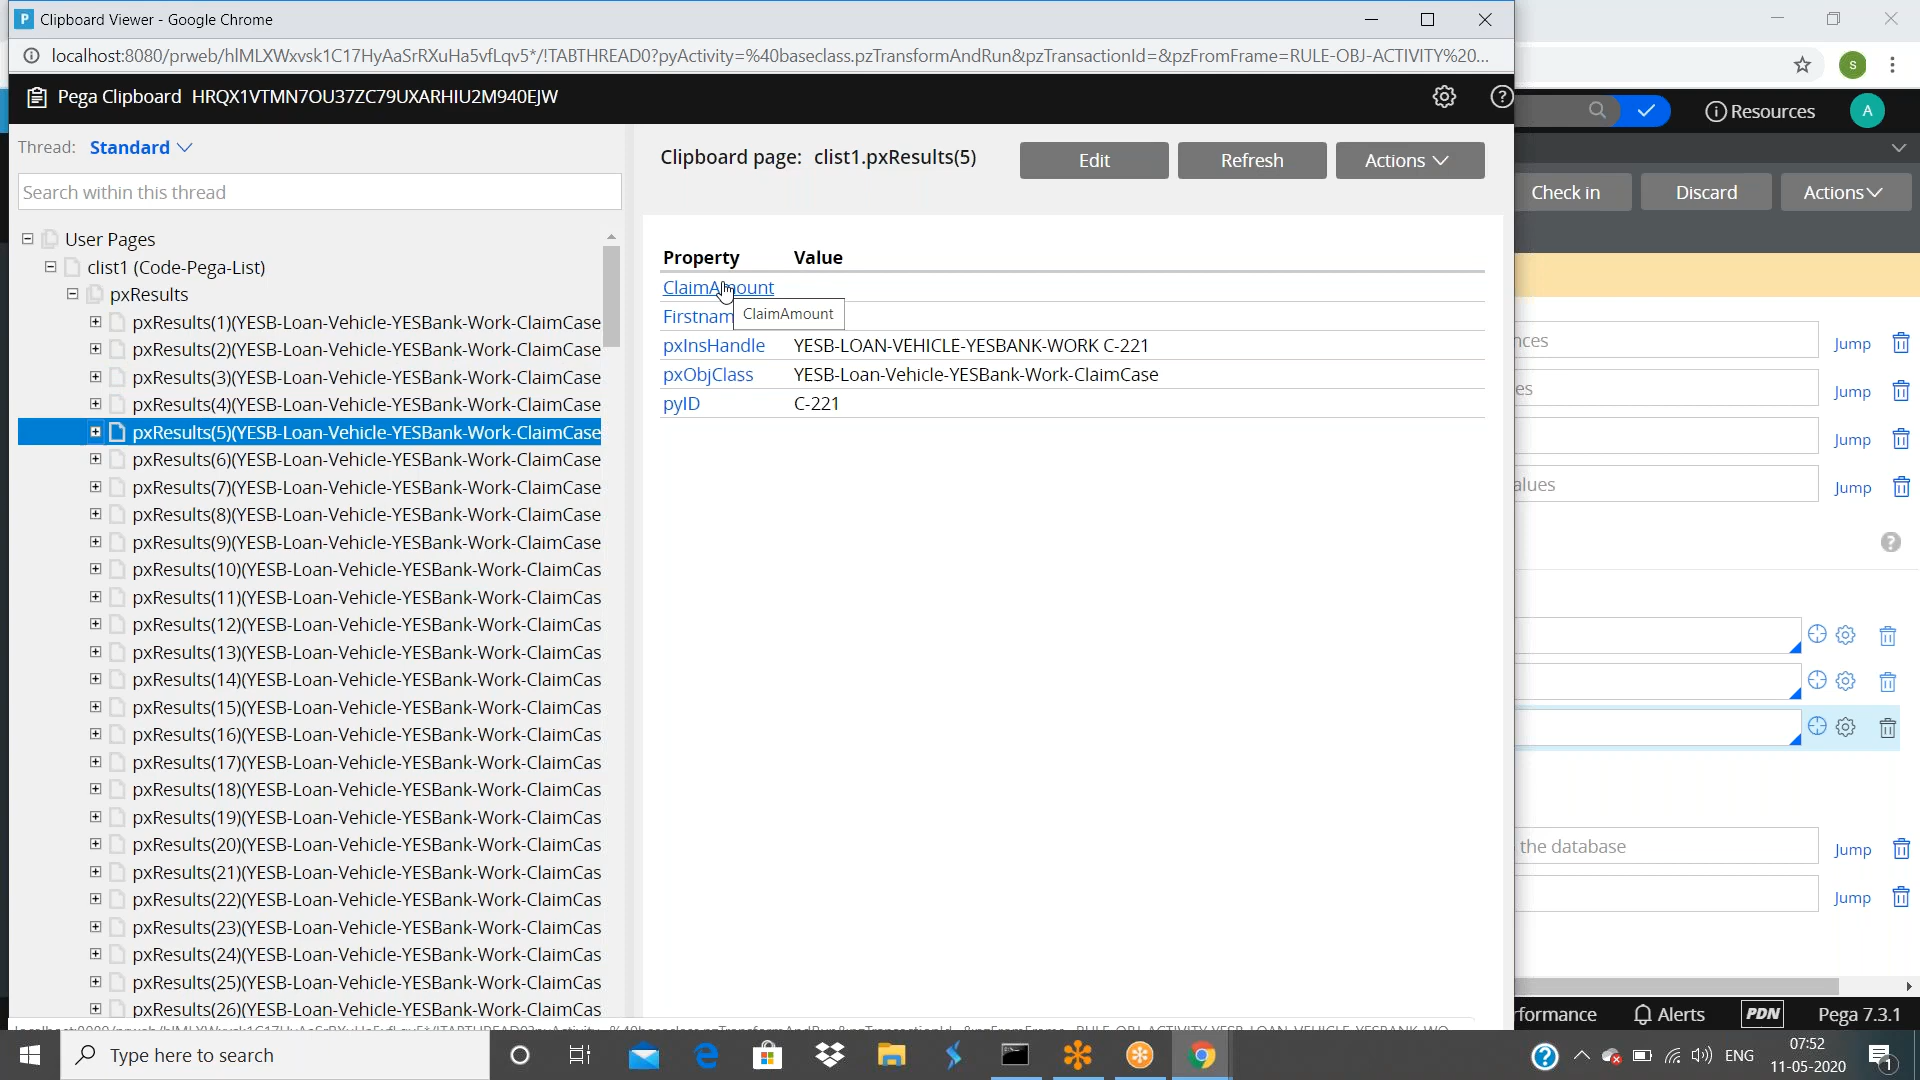 Clipboard Viewer - Google Chrome
localhost:8080/prweb/hlMLXWxvsk1C17HyAaSrRXuHa5vfLqv5*/!TABTHREAD0?pyActivity=%40baseclass.pzTransformAndRun&pzTransactionId=&pzFromFrame=RULE-OBJ-ACTIVITY%20...
Pega Clipboard HRQX1VTMN7OU37ZC79UXARHIU2M940EJW
Resources
A
S
Thread: Standard
Search within this thread
Clipboard page: clist1.pxResults(5)
Edit
Refresh
Actions
Check in
Discard
Actions
User Pages
clist1 (Code-Pega-List)
pxResults
pxResults(1)(YESB-Loan-Vehicle-YESBank-Work-ClaimCase
pxResults(2)(YESB-Loan-Vehicle-YESBank-Work-ClaimCase
pxResults(3)(YESB-Loan-Vehicle-YESBank-Work-ClaimCase
pxResults(4)(YESB-Loan-Vehicle-YESBank-Work-ClaimCase
pxResults(5)(YESB-Loan-Vehicle-YESBank-Work-ClaimCase
pxResults(6)(YESB-Loan-Vehicle-YESBank-Work-ClaimCase
pxResults(7)(YESB-Loan-Vehicle-YESBank-Work-ClaimCase
pxResults(8)(YESB-Loan-Vehicle-YESBank-Work-ClaimCase
pxResults(9)(YESB-Loan-Vehicle-YESBank-Work-ClaimCase
pxResults(10)(YESB-Loan-Vehicle-YESBank-Work-ClaimCas
pxResults(11)(YESB-Loan-Vehicle-YESBank-Work-ClaimCas
pxResults(12)(YESB-Loan-Vehicle-YESBank-Work-ClaimCas
pxResults(13)(YESB-Loan-Vehicle-YESBank-Work-ClaimCas
pxResults(14)(YESB-Loan-Vehicle-YESBank-Work-ClaimCas
pxResults(15)(YESB-Loan-Vehicle-YESBank-Work-ClaimCas
pxResults(16)(YESB-Loan-Vehicle-YESBank-Work-ClaimCas
pxResults(17)(YESB-Loan-Vehicle-YESBank-Work-ClaimCas
pxResults(18)(YESB-Loan-Vehicle-YESBank-Work-ClaimCas
pxResults(19)(YESB-Loan-Vehicle-YESBank-Work-ClaimCas
pxResults(20)(YESB-Loan-Vehicle-YESBank-Work-ClaimCas
pxResults(21)(YESB-Loan-Vehicle-YESBank-Work-ClaimCas
pxResults(22)(YESB-Loan-Vehicle-YESBank-Work-ClaimCas
pxResults(23)(YESB-Loan-Vehicle-YESBank-Work-ClaimCas
pxResults(24)(YESB-Loan-Vehicle-YESBank-Work-ClaimCas
pxResults(25)(YESB-Loan-Vehicle-YESBank-Work-ClaimCas
pxResults(26)(YESB-Loan-Vehicle-YESBank-Work-ClaimCas
Property Value
ClaimAmount
Firstnam
ClaimAmount
pxInsHandle YESB-LOAN-VEHICLE-YESBANK-WORK C-221
pxObjClass YESB-Loan-Vehicle-YESBank-Work-ClaimCase
pyID C-221
nces Jump
es Jump
Jump
alues Jump
the database Jump
Jump
rformance Alerts PDN Pega 7.3.1
Type here to search
ENG
07:52
11-05-2020
1